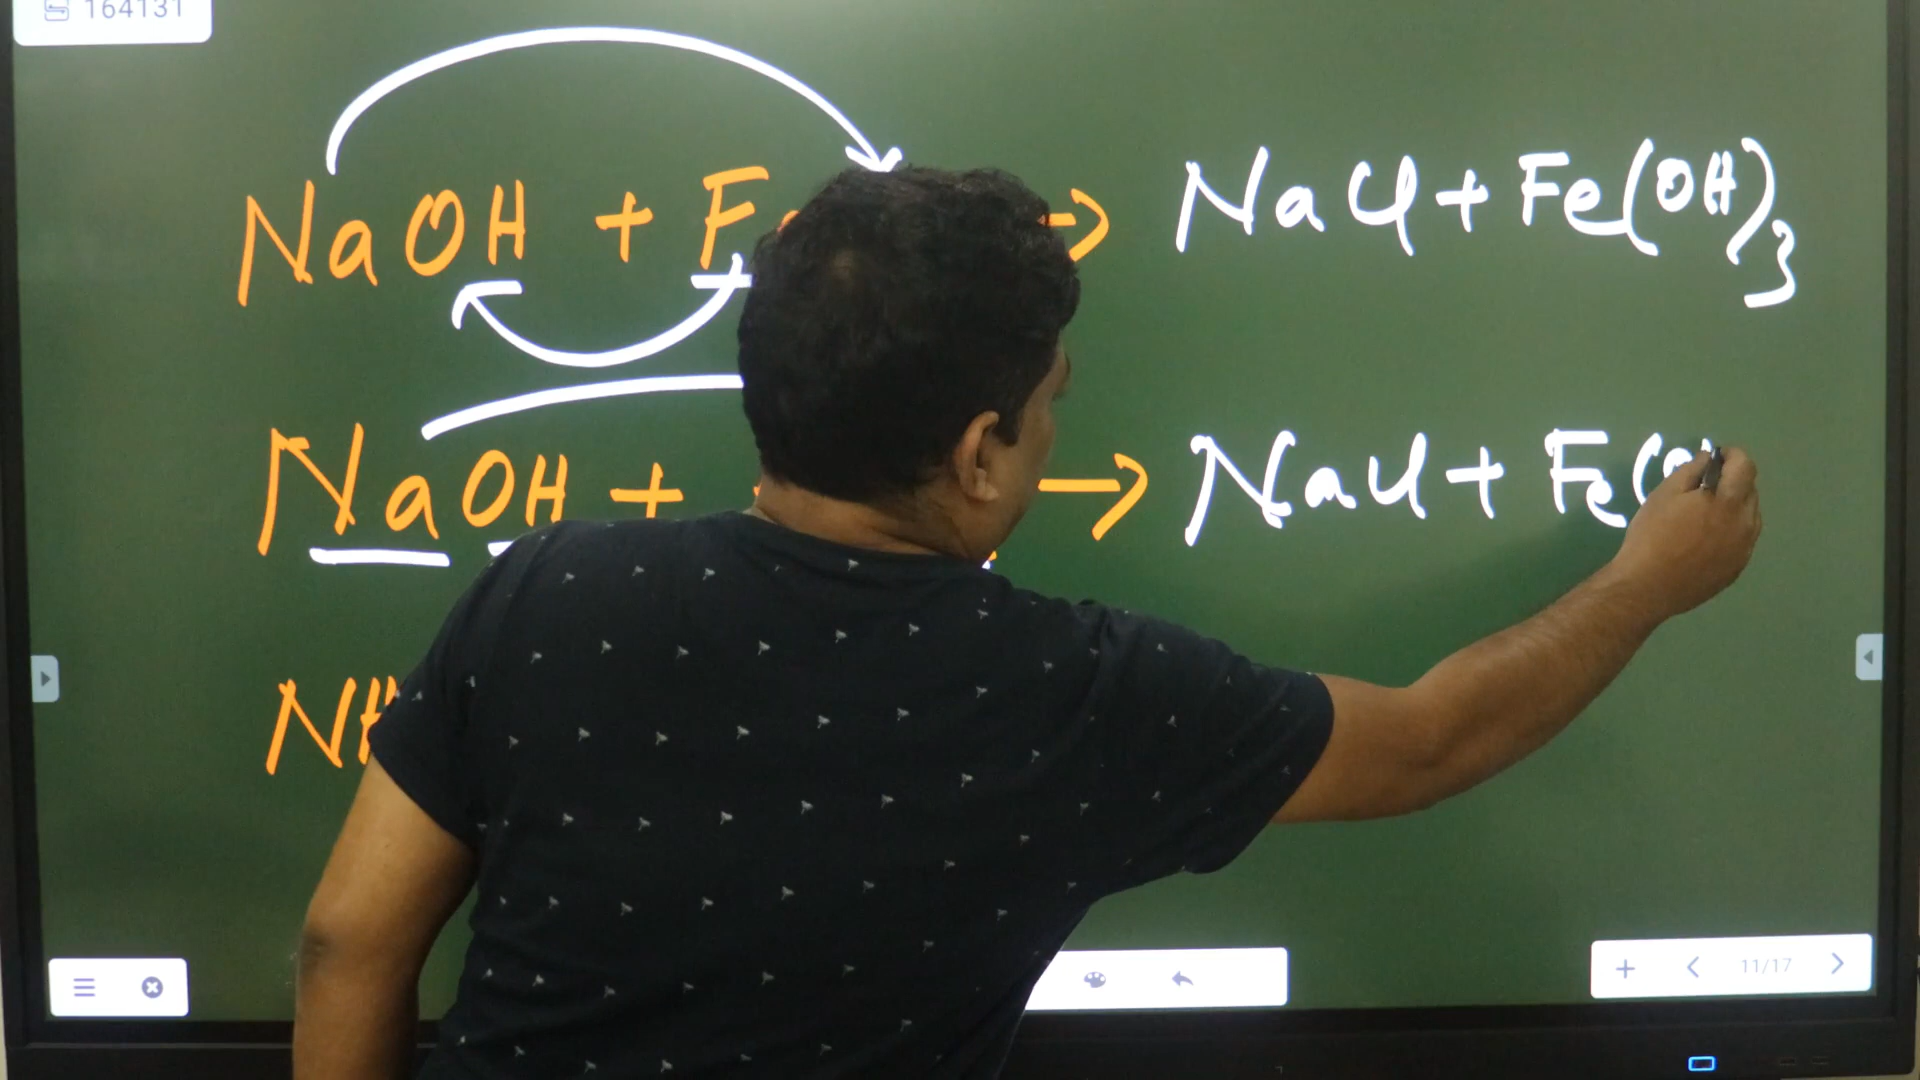 164131
NaOH + F → NaCl + Fe(OH)3
NaOH + → NaCl + Fe(O
NH
11/17